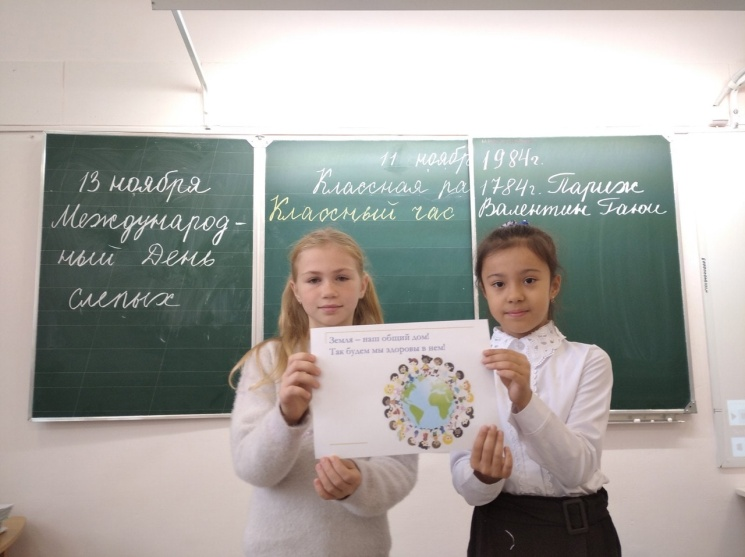 13 ноября
Международ-
ный День
слепых
11 нояб
Классная ра
Классный час
1984г.
1784г. Париж
Валентин Гаюи
Земля – наш общий дом!
Так будем мы здоровы в нем!